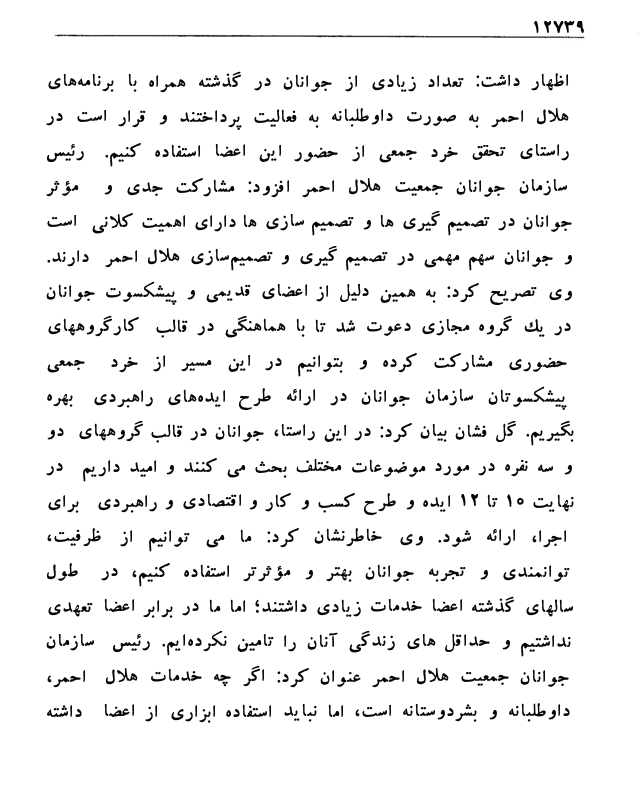 ۱۲۷۳۹
اظهار داشت: تعداد زیادی از جوانان در گذشته همراه با برنامه‌های
هلال احمر به صورت داوطلبانه به فعالیت پرداختند و قرار است در
راستای تحقق خرد جمعی از حضور این اعضا استفاده کنیم. رئیس
سازمان جوانان جمعیت هلال احمر افزود: مشارکت جدی و مؤثر
جوانان در تصمیم گیری ها و تصمیم سازی ها دارای اهمیت کلانی است
و جوانان سهم مهمی در تصمیم گیری و تصمیم‌سازی هلال احمر دارند.
وی تصریح کرد: به همین دلیل از اعضای قدیمی و پیشکسوت جوانان
در یك گروه مجازی دعوت شد تا با هماهنگی در قالب کارگروههای
حضوری مشارکت کرده و بتوانیم در این مسیر از خرد جمعی
پیشکسوتان سازمان جوانان در ارائه طرح ایده‌های راهبردی بهره
بگیریم. گل فشان بیان کرد: در این راستا، جوانان در قالب گروههای دو
و سه نفره در مورد موضوعات مختلف بحث می کنند و امید داریم در
نهایت ۱۰ تا ۱۲ ایده و طرح کسب و کار و اقتصادی و راهبردی برای
اجرا، ارائه شود. وی خاطرنشان کرد: ما می توانیم از ظرفیت،
توانمندی و تجربه جوانان بهتر و مؤثرتر استفاده کنیم، در طول
سالهای گذشته اعضا خدمات زیادی داشتند؛ اما ما در برابر اعضا تعهدی
نداشتیم و حداقل های زندگی آنان را تامین نکرده‌ایم. رئیس سازمان
جوانان جمعیت هلال احمر عنوان کرد: اگر چه خدمات هلال احمر،
داوطلبانه و بشردوستانه است، اما نباید استفاده ابزاری از اعضا داشته